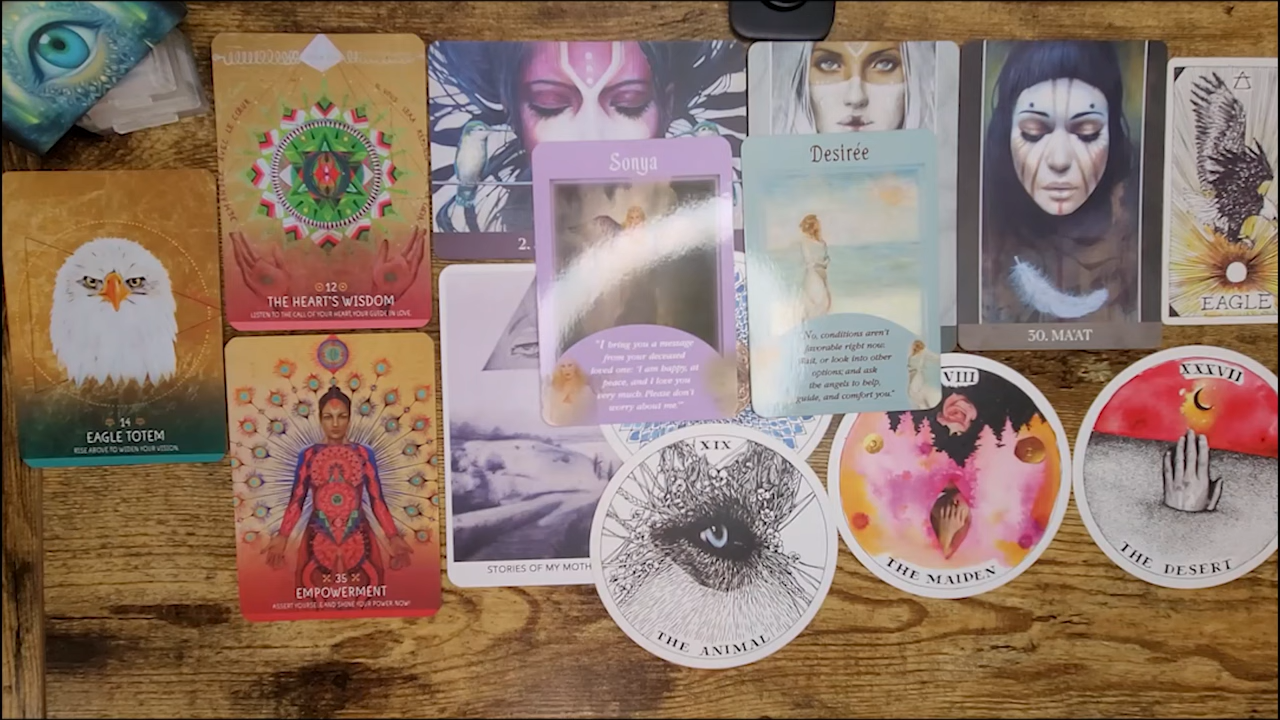 12
THE HEART'S WISDOM
LISTEN TO THE CALL OF YOUR HEART, YOUR GUIDE IN LOVE.
14
EAGLE TOTEM
RISE ABOVE TO WIDEN YOUR VISION.
35
EMPOWERMENT
ASSERT YOURSELF AND SHINE YOUR POWER, NOW!
2.
Sonya
"I bring you a message
from your deceased
loved one: 'I am happy, at
peace, and I love you
very much. Please don't
worry about me.'"
Desirée
"No, conditions aren't
favorable right now.
Wait, or look into other
options; and ask
the angels to help,
guide, and comfort you."
30. MA'AT
EAGLE
STORIES OF MY MOTH
XIX
THE ANIMAL
VIII
THE MAIDEN
XXXVII
THE DESERT